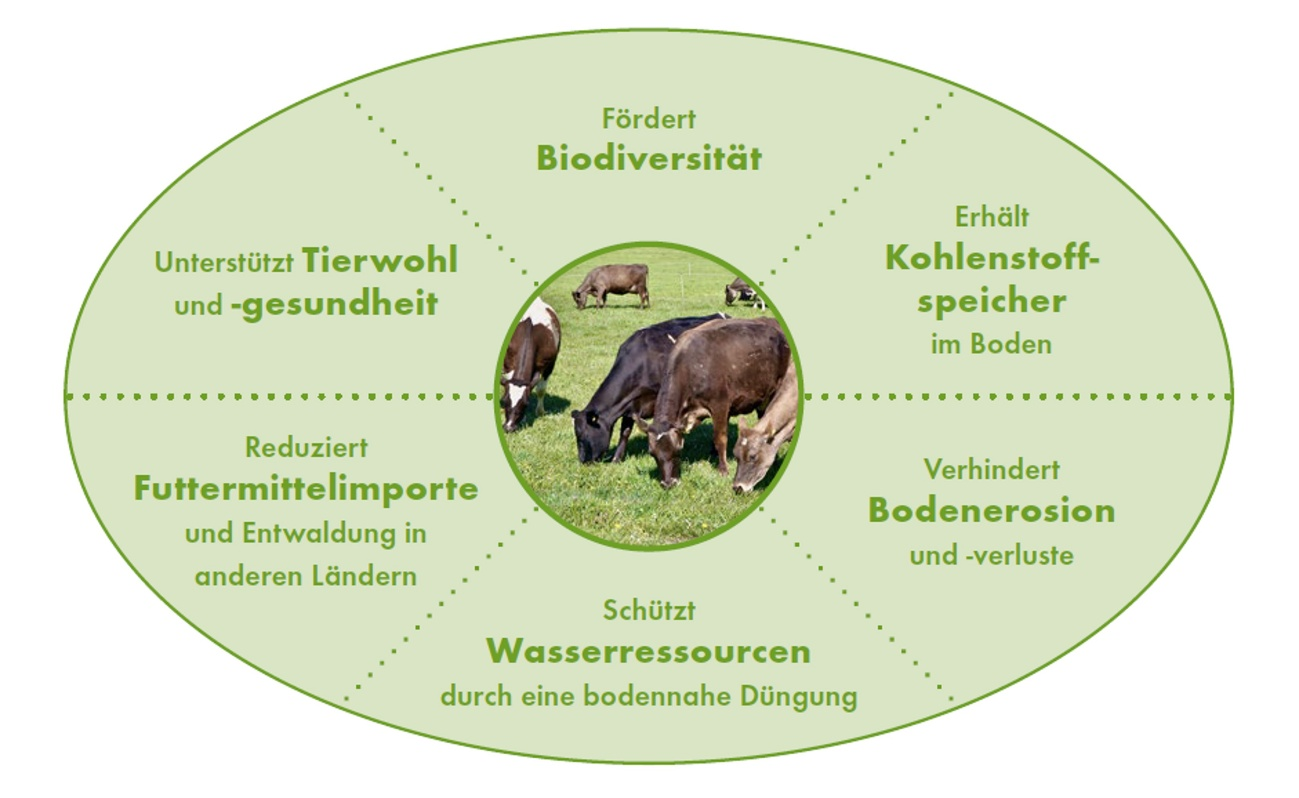 Fördert
Biodiversität
Erhält
Kohlenstoff-
speicher
im Boden
Verhindert
Bodenerosion
und -verluste
Schützt
Wasserressourcen
durch eine bodennahe Düngung
Reduziert
Futtermittelimporte
und Entwaldung in
anderen Ländern
Unterstützt Tierwohl
und -gesundheit